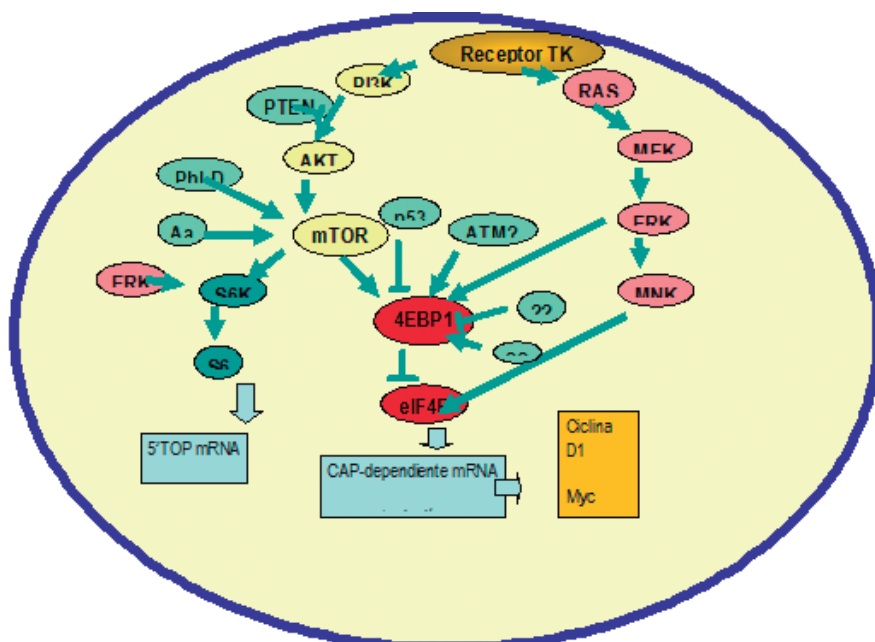 Receptor TK
PI3K
RAS
PTEN
MEK
AKT
Phl D
p53
ERK
Aa
mTOR
ATM?
ERK
S6K
MNK
4EBP1
??
??
S6
eIF4E
5'TOP mRNA
CAP-dependiente mRNA
Ciclina
D1
Myc